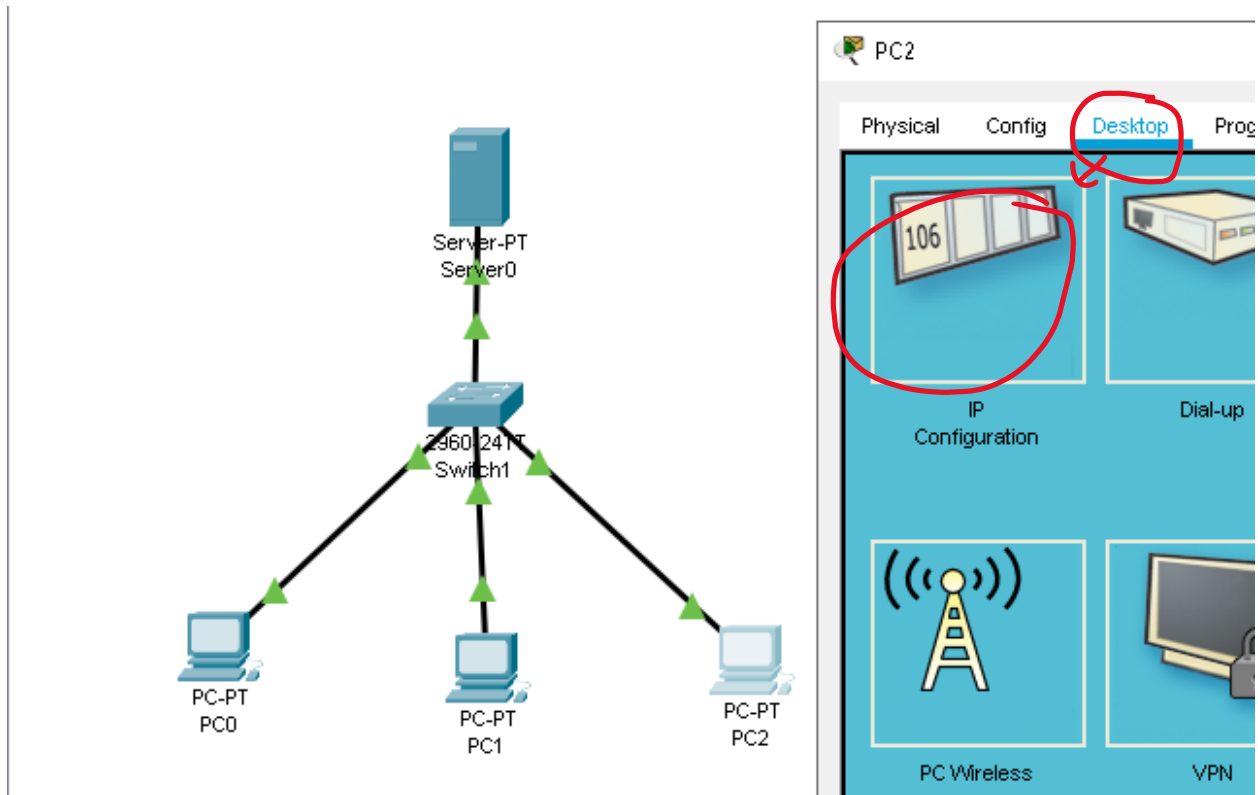 PC2
Physical Config Desktop Prog
Server-PT
Server0
106
IP
Configuration
Dial-up
2960-24TT
Switch1
PC-PT
PC0
PC-PT
PC1
PC-PT
PC2
PC Wireless
VPN